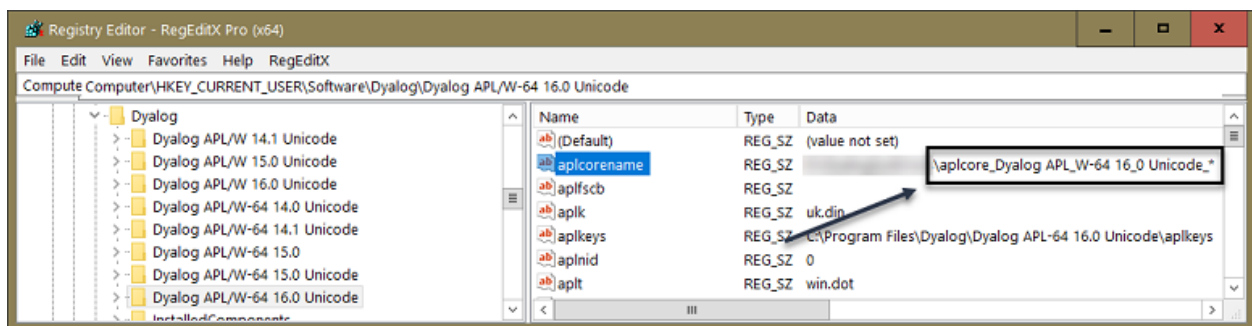 Registry Editor - RegEditX Pro (x64)
File Edit View Favorites Help RegEditX
Compute Computer\HKEY_CURRENT_USER\Software\Dyalog\Dyalog APL/W-64 16.0 Unicode
Dyalog
Dyalog APL/W 14.1 Unicode
Dyalog APL/W 15.0 Unicode
Dyalog APL/W 16.0 Unicode
Dyalog APL/W-64 14.0 Unicode
Dyalog APL/W-64 14.1 Unicode
Dyalog APL/W-64 15.0
Dyalog APL/W-64 15.0 Unicode
Dyalog APL/W-64 16.0 Unicode
InstalledComponents
Name Type Data
(Default) REG_SZ (value not set)
aplcorename REG_SZ \aplcore_Dyalog APL_W-64 16_0 Unicode_*
aplfscb REG_SZ
aplk REG_SZ uk.din
aplkeys REG_SZ C:\Program Files\Dyalog\Dyalog APL-64 16.0 Unicode\aplkeys
aplnid REG_SZ 0
aplt REG_SZ win.dot